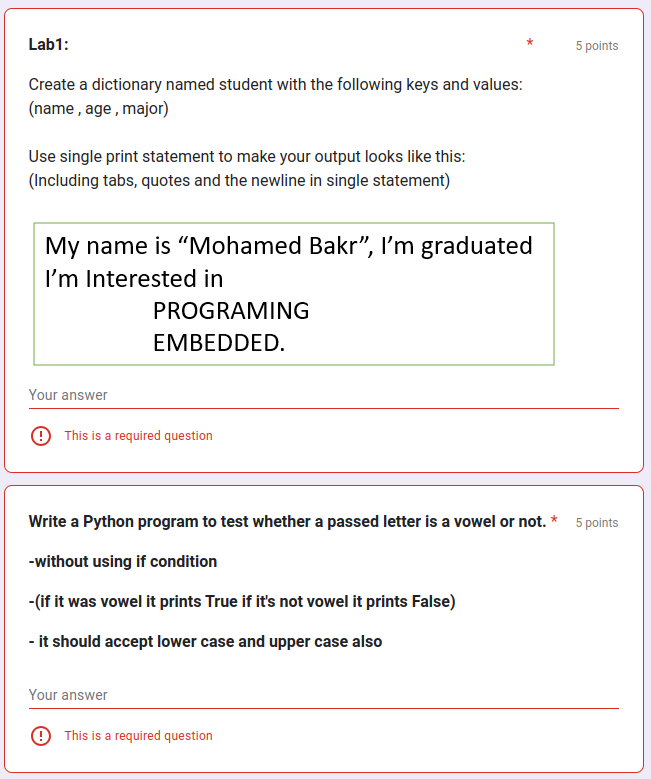 Lab1: * 5 points
Create a dictionary named student with the following keys and values:
(name , age , major)
Use single print statement to make your output looks like this:
(Including tabs, quotes and the newline in single statement)
My name is “Mohamed Bakr”, I’m graduated
I’m Interested in
PROGRAMING
EMBEDDED.
Your answer
This is a required question
Write a Python program to test whether a passed letter is a vowel or not. * 5 points
-without using if condition
-(if it was vowel it prints True if it's not vowel it prints False)
- it should accept lower case and upper case also
Your answer
This is a required question